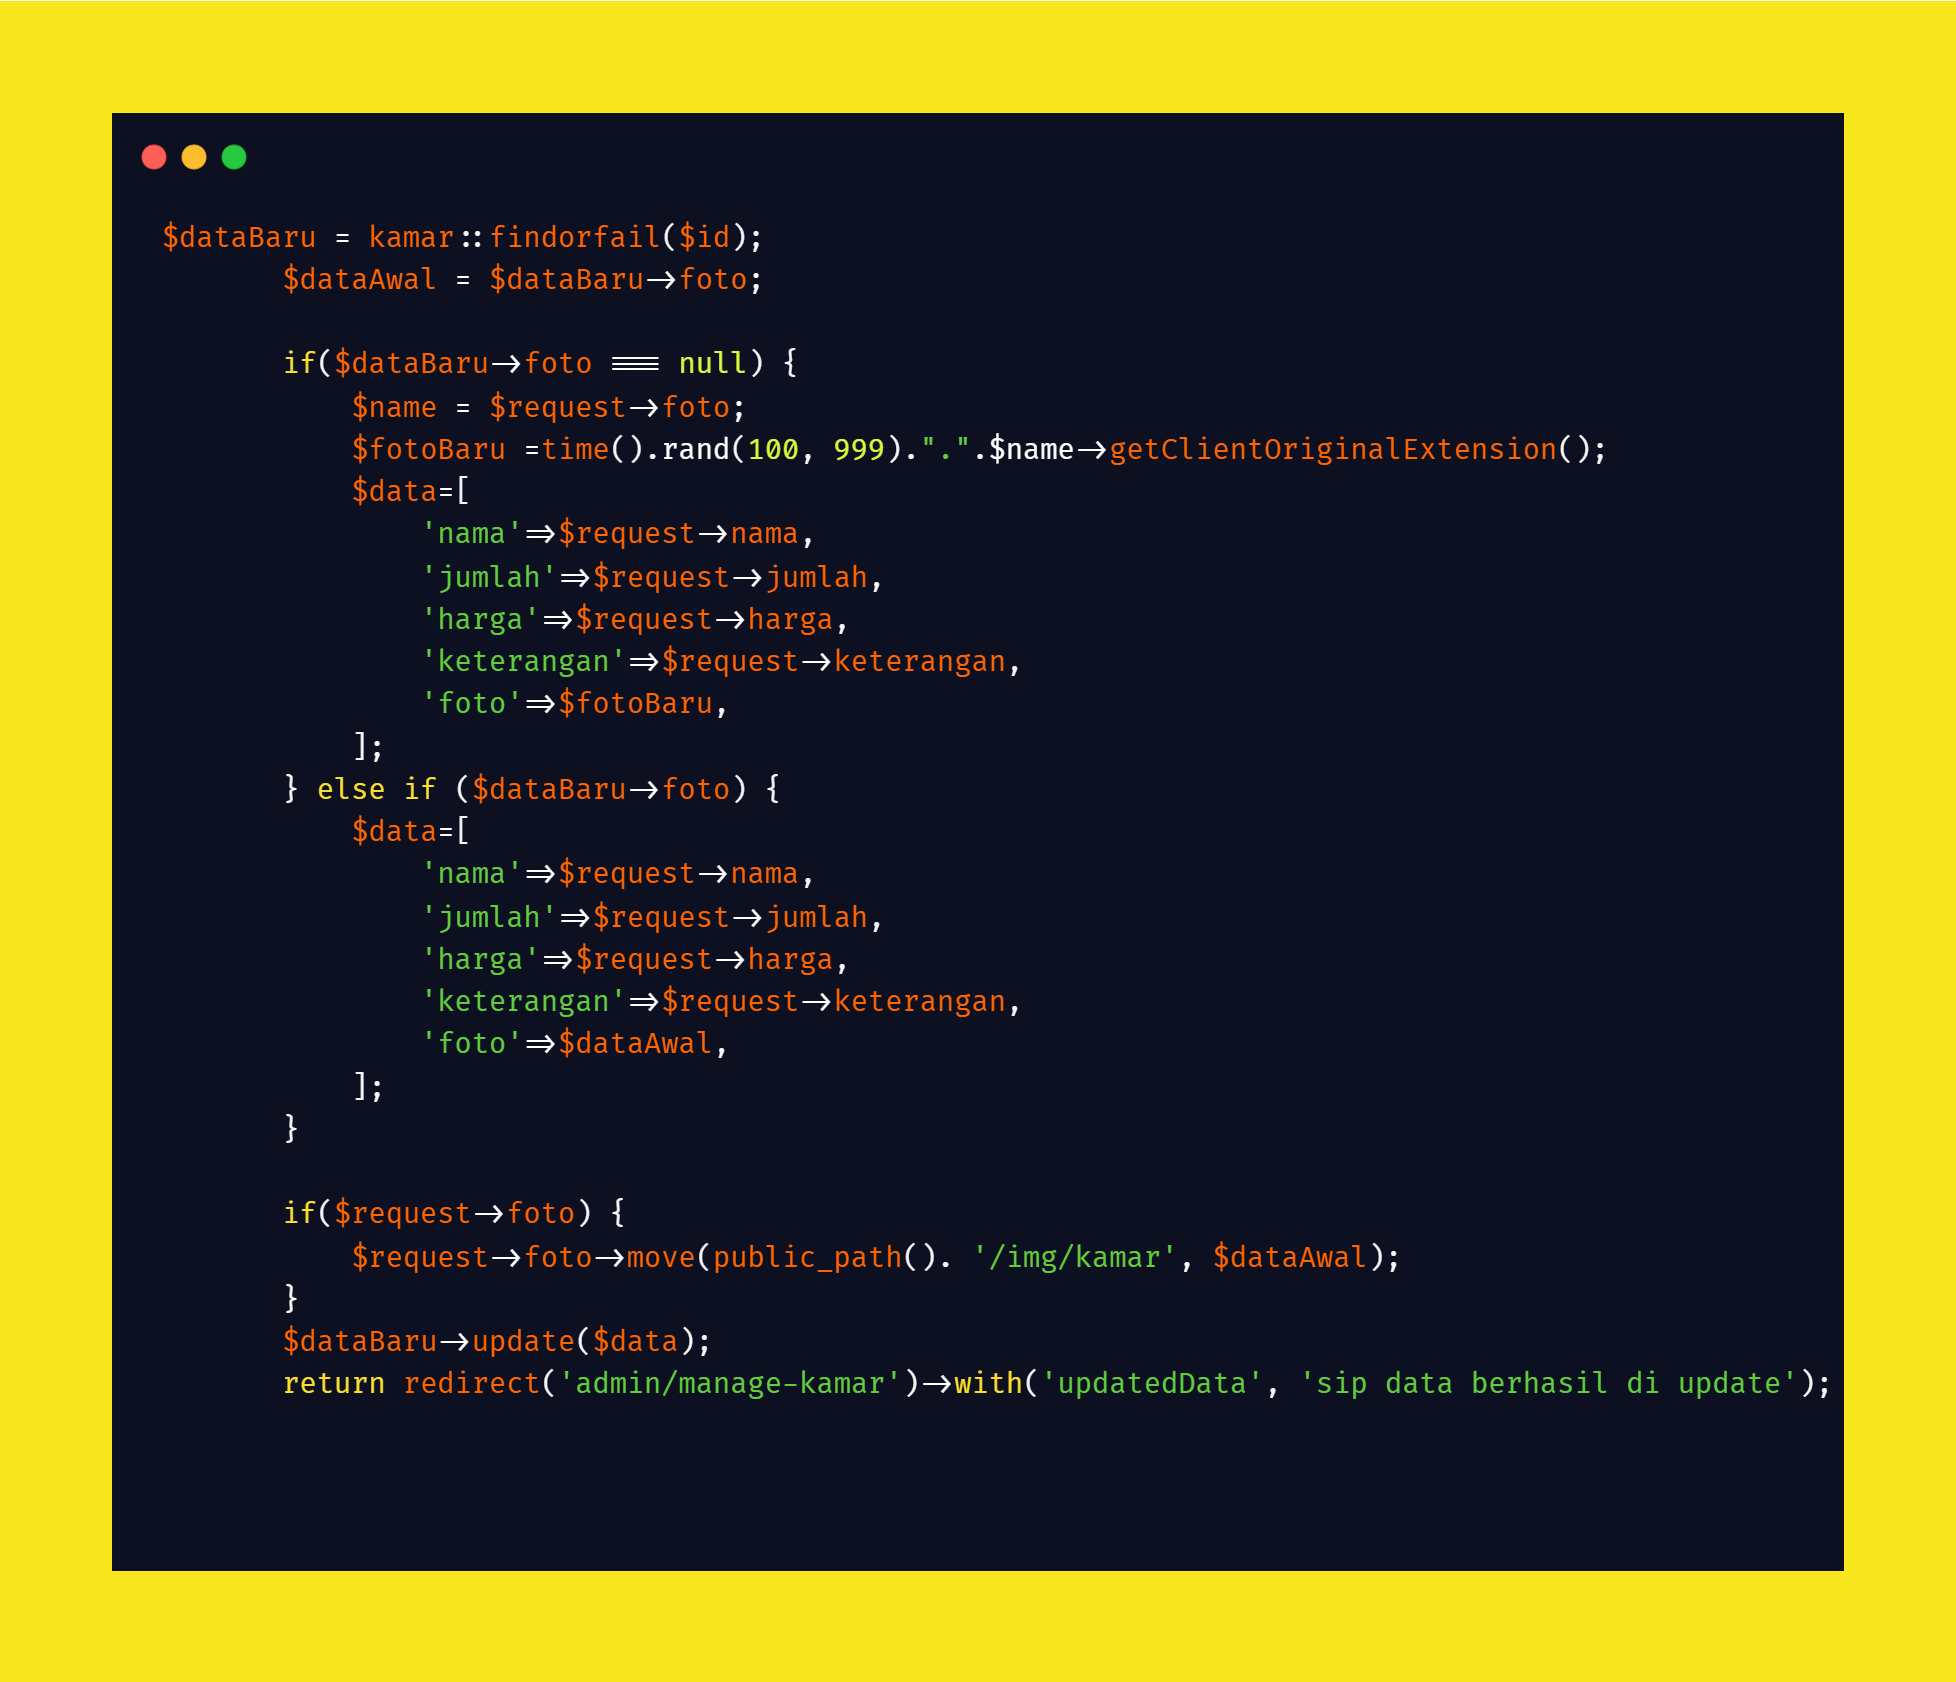 $dataBaru = kamar::findorfail($id);
$dataAwal = $dataBaru->foto;
if($dataBaru->foto === null) {
$name = $request->foto;
$fotoBaru =time().rand(100, 999).".".$name->getClientOriginalExtension();
$data=[
'nama'=>$request->nama,
'jumlah'=>$request->jumlah,
'harga'=>$request->harga,
'keterangan'=>$request->keterangan,
'foto'=>$fotoBaru,
];
} else if ($dataBaru->foto) {
$data=[
'nama'=>$request->nama,
'jumlah'=>$request->jumlah,
'harga'=>$request->harga,
'keterangan'=>$request->keterangan,
'foto'=>$dataAwal,
];
}
if($request->foto) {
$request->foto->move(public_path(). '/img/kamar', $dataAwal);
}
$dataBaru->update($data);
return redirect('admin/manage-kamar')->with('updatedData', 'sip data berhasil di update');